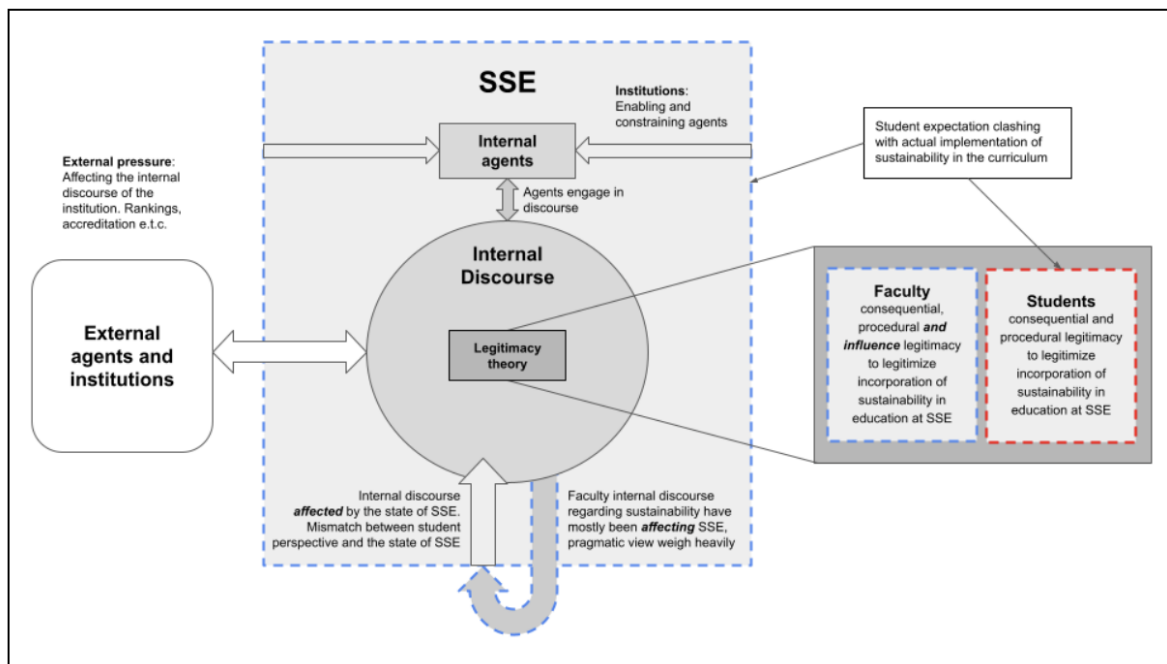 SSE
Institutions:
Enabling and
constraining agents
Internal
agents
External pressure:
Affecting the internal
discourse of the
institution. Rankings,
accreditation e.t.c.
Agents engage in
discourse
Student expectation clashing
with actual implementation of
sustainability in the curriculum
Internal
Discourse
Legitimacy
theory
External
agents and
institutions
Faculty
consequential,
procedural and
influence legitimacy
to legitimize
incorporation of
sustainability in
education at SSE
Students
consequential and
procedural legitimacy
to legitimize
incorporation of
sustainability in
education at SSE
Internal discourse
affected by the state of SSE.
Mismatch between student
perspective and the state of SSE
Faculty internal discourse
regarding sustainability have
mostly been affecting SSE,
pragmatic view weigh heavily